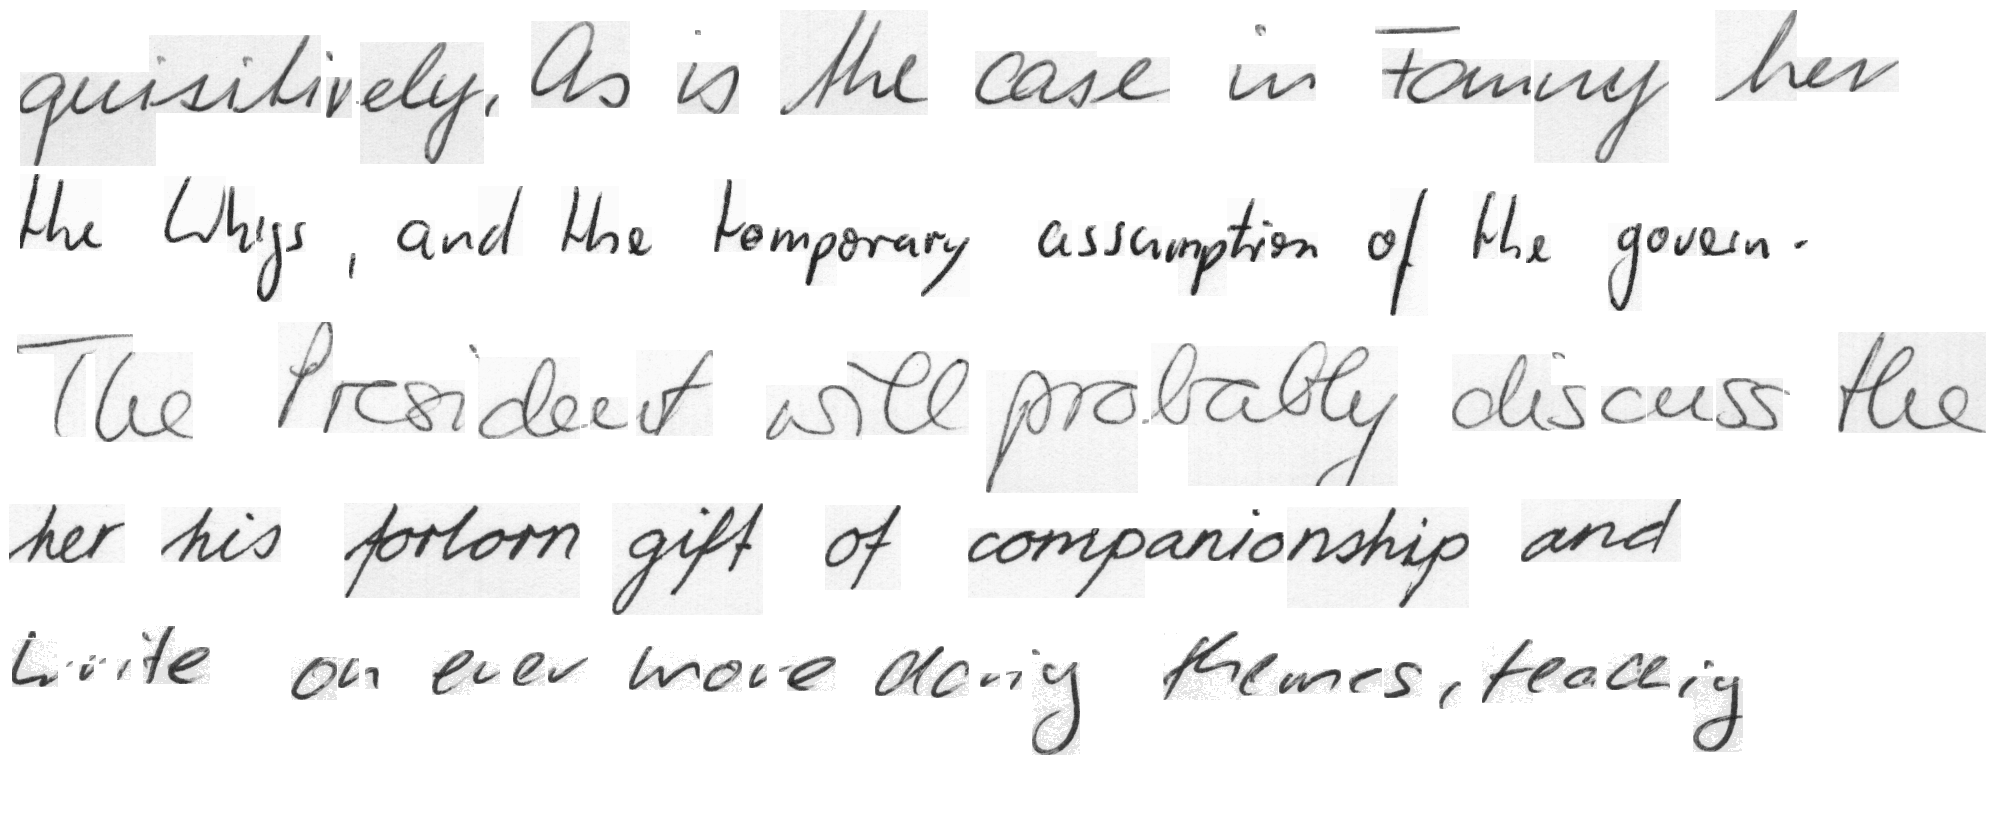 quisitively. As is the case in Fanny her
the Whigs, and the temporary assumption of the govern-
The President will probably discuss the
her his forlorn gift of companionship and
write on ever more daring themes, teaching